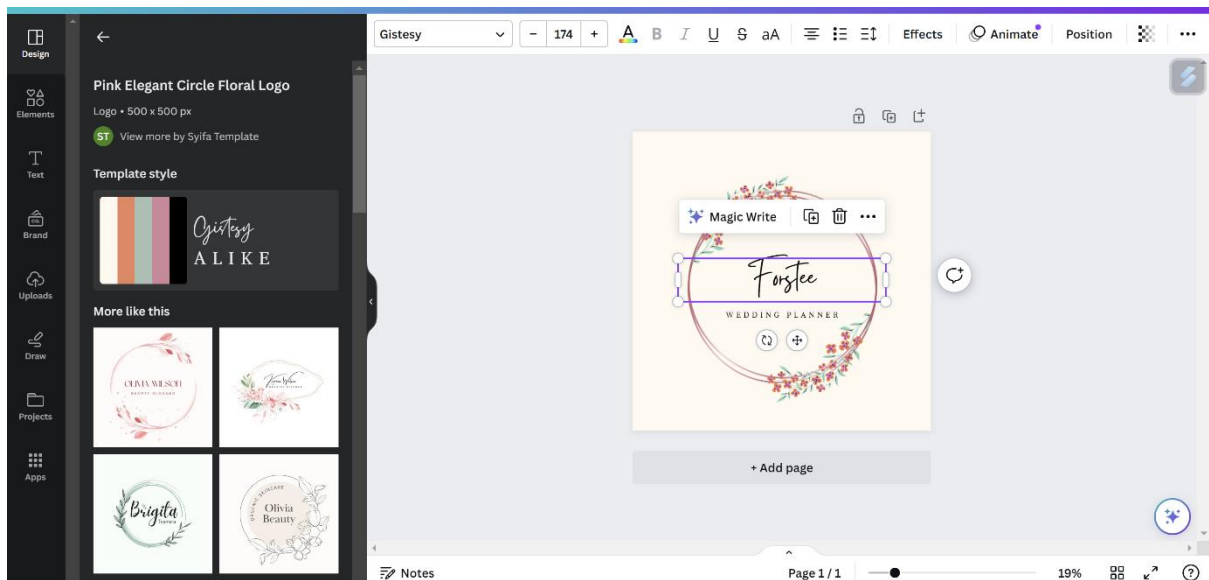 Gistesy
- 174 +
A B I U S aA
Effects
Animate
Position
Design
Elements
Text
Brand
Uploads
Draw
Projects
Apps
Pink Elegant Circle Floral Logo
Logo • 500 x 500 px
ST View more by Syifa Template
Template style
Gistesy
ALIKE
More like this
OLIVIA WILSON
Brigita
ORGANIC SKINCARE
Olivia
Beauty
Magic Write
Forstee
WEDDING PLANNER
+ Add page
Notes
Page 1 / 1
19%